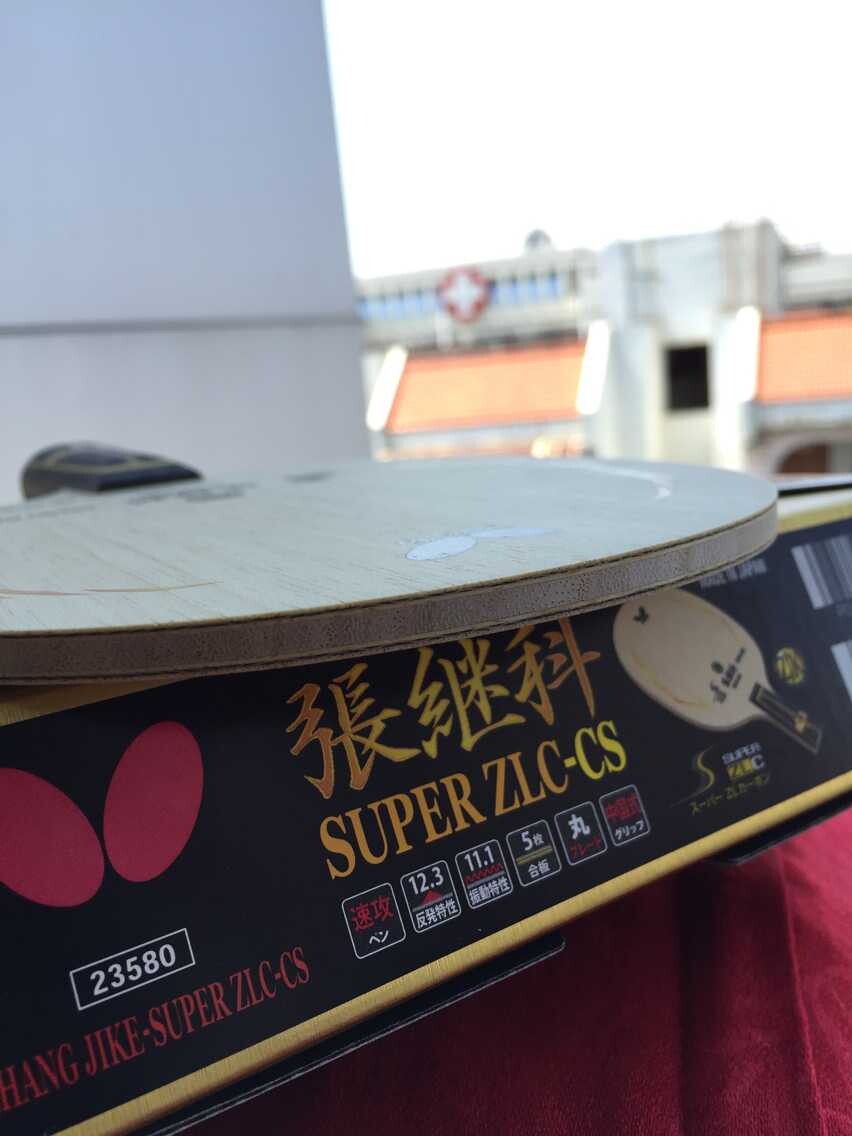 MADE IN JAPAN
張継科
SUPER ZLC-CS
SUPER
ZLC
スーパー ZLカーボン
速攻
ペン
12.3
反発特性
11.1
振動特性
5枚
合板
丸
ブレード
中国式
グリップ
23580
HANG JIKE-SUPER ZLC-CS